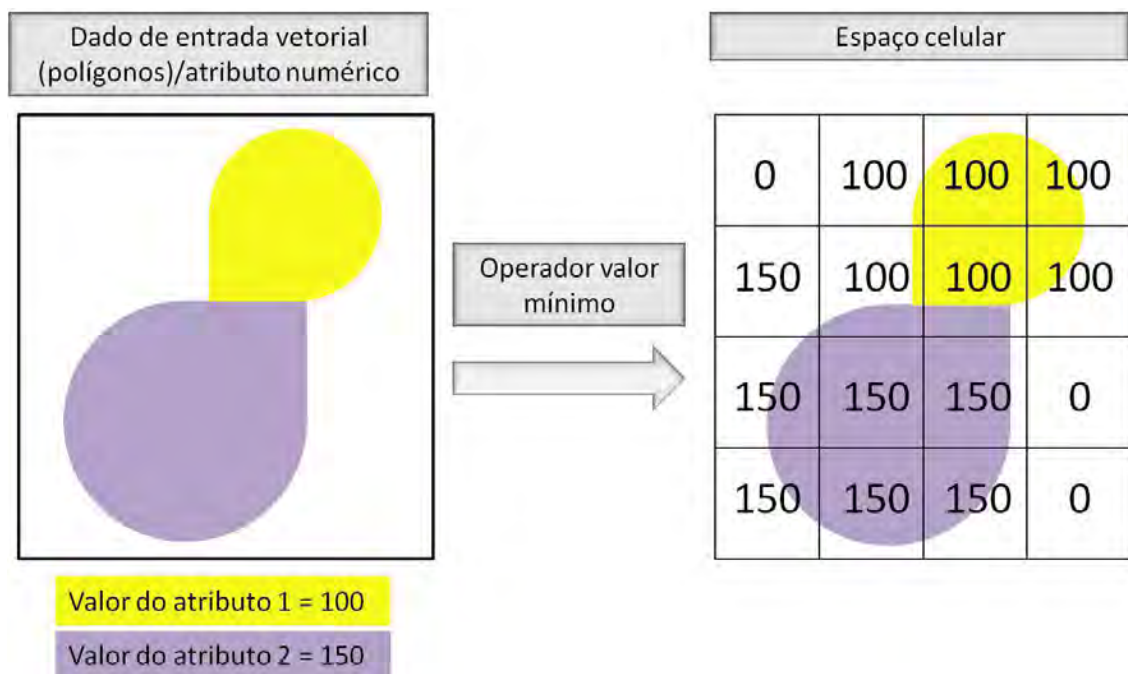 Dado de entrada vetorial
(polígonos)/atributo numérico
Espaço celular
Operador valor
mínimo
0 100 100 100
150 100 100 100
150 150 150 0
150 150 150 0
Valor do atributo 1 = 100
Valor do atributo 2 = 150